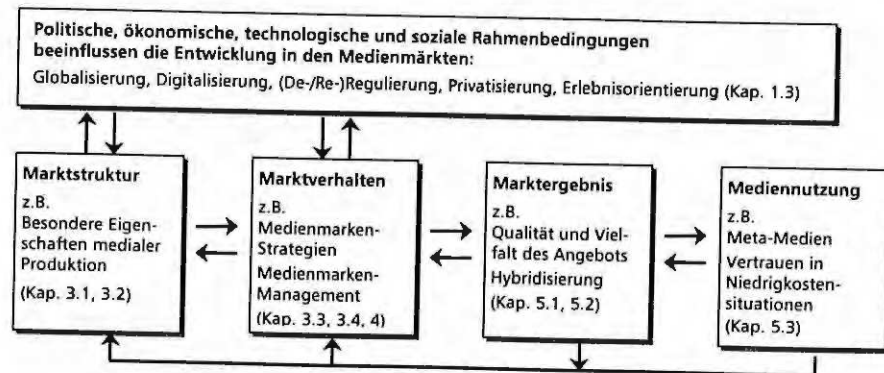 Politische, ökonomische, technologische und soziale Rahmenbedingungen
beeinflussen die Entwicklung in den Medienmärkten:
Globalisierung, Digitalisierung, (De-/Re-)Regulierung, Privatisierung, Erlebnisorientierung (Kap. 1.3)
Marktstruktur
z.B.
Besondere Eigen-
schaften medialer
Produktion
(Kap. 3.1, 3.2)
Marktverhalten
z.B.
Medienmarken-
Strategien
Medienmarken-
Management
(Kap. 3.3, 3.4, 4)
Marktergebnis
z.B.
Qualität und Viel-
falt des Angebots
Hybridisierung
(Kap. 5.1, 5.2)
Mediennutzung
z.B.
Meta-Medien
Vertrauen in
Niedrigkosten-
situationen
(Kap. 5.3)